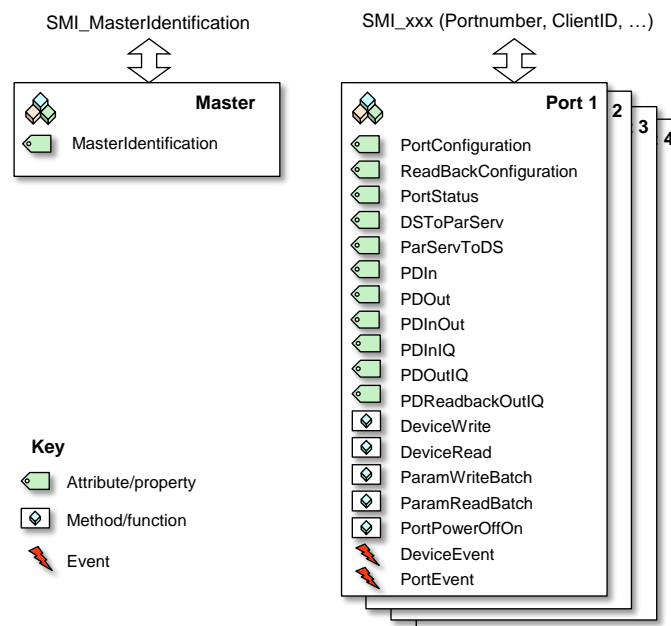 SMI_MasterIdentification
SMI_xxx (Portnumber, ClientID, …)
Master
MasterIdentification
Port 1
2
3
4
PortConfiguration
ReadBackConfiguration
PortStatus
DSToParServ
ParServToDS
PDIn
PDOut
PDInOut
PDInIQ
PDOutIQ
PDReadbackOutIQ
DeviceWrite
DeviceRead
ParamWriteBatch
ParamReadBatch
PortPowerOffOn
DeviceEvent
PortEvent
Key
Attribute/property
Method/function
Event